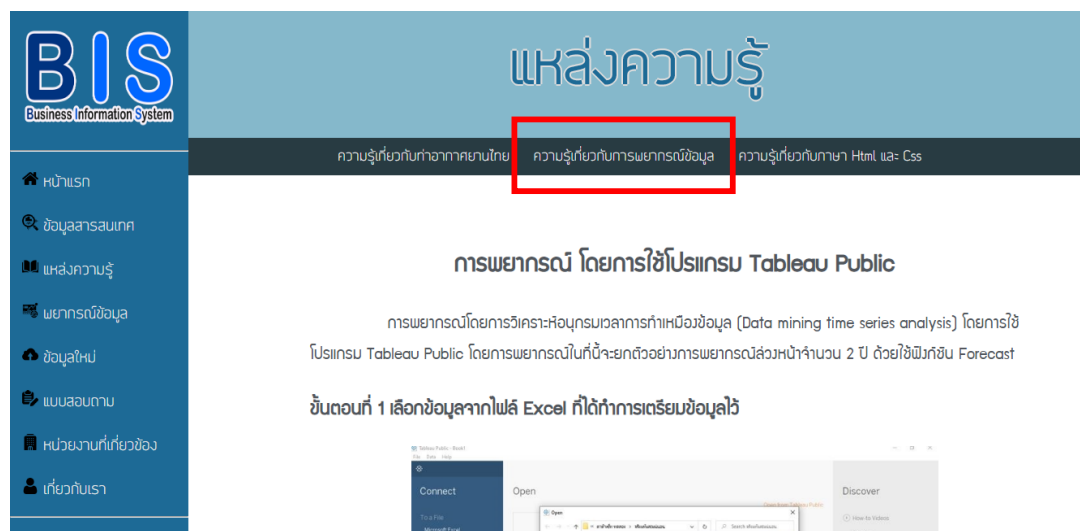 BIS
Business Information System
แหล่งความรู้
ความรู้เกี่ยวกับท่าอากาศยานไทย ความรู้เกี่ยวกับการพยากรณ์ข้อมูล ความรู้เกี่ยวกับภาษา Html และ Css
หน้าแรก
ข้อมูลสารสนเทศ
แหล่งความรู้
พยากรณ์ข้อมูล
ข้อมูลใหม่
แบบสอบถาม
หน่วยงานที่เกี่ยวข้อง
เกี่ยวกับเรา
การพยากรณ์ โดยการใช้โปรแกรม Tableau Public
การพยากรณ์โดยการวิเคราะห์อนุกรมเวลาการทำเหมืองข้อมูล (Data mining time series analysis) โดยการใช้
โปรแกรม Tableau Public โดยการพยากรณ์ในที่นี้จะยกตัวอย่างการพยากรณ์ล่วงหน้าจำนวน 2 ปี ด้วยใช้ฟังก์ชัน Forecast
ขั้นตอนที่ 1 เลือกข้อมูลจากไฟล์ Excel ที่ได้ทำการเตรียมข้อมูลไว้
Tableau Public - Book1
File Data Help
Connect
Open
Discover
Open from Tableau Public
To a File
Microsoft Excel
Open
How-to Videos